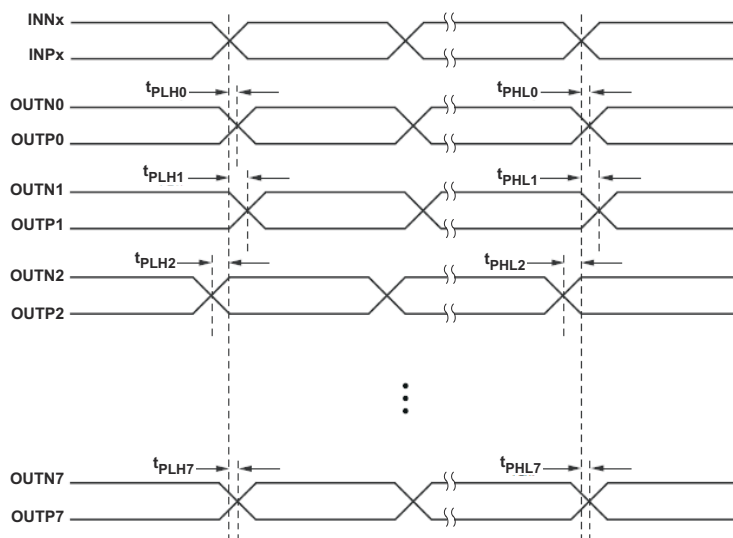 INNx
INPx
tPLH0 tPHL0
OUTN0
OUTP0
tPLH1 tPHL1
OUTN1
OUTP1
tPLH2 tPHL2
OUTN2
OUTP2
tPLH7 tPHL7
OUTN7
OUTP7